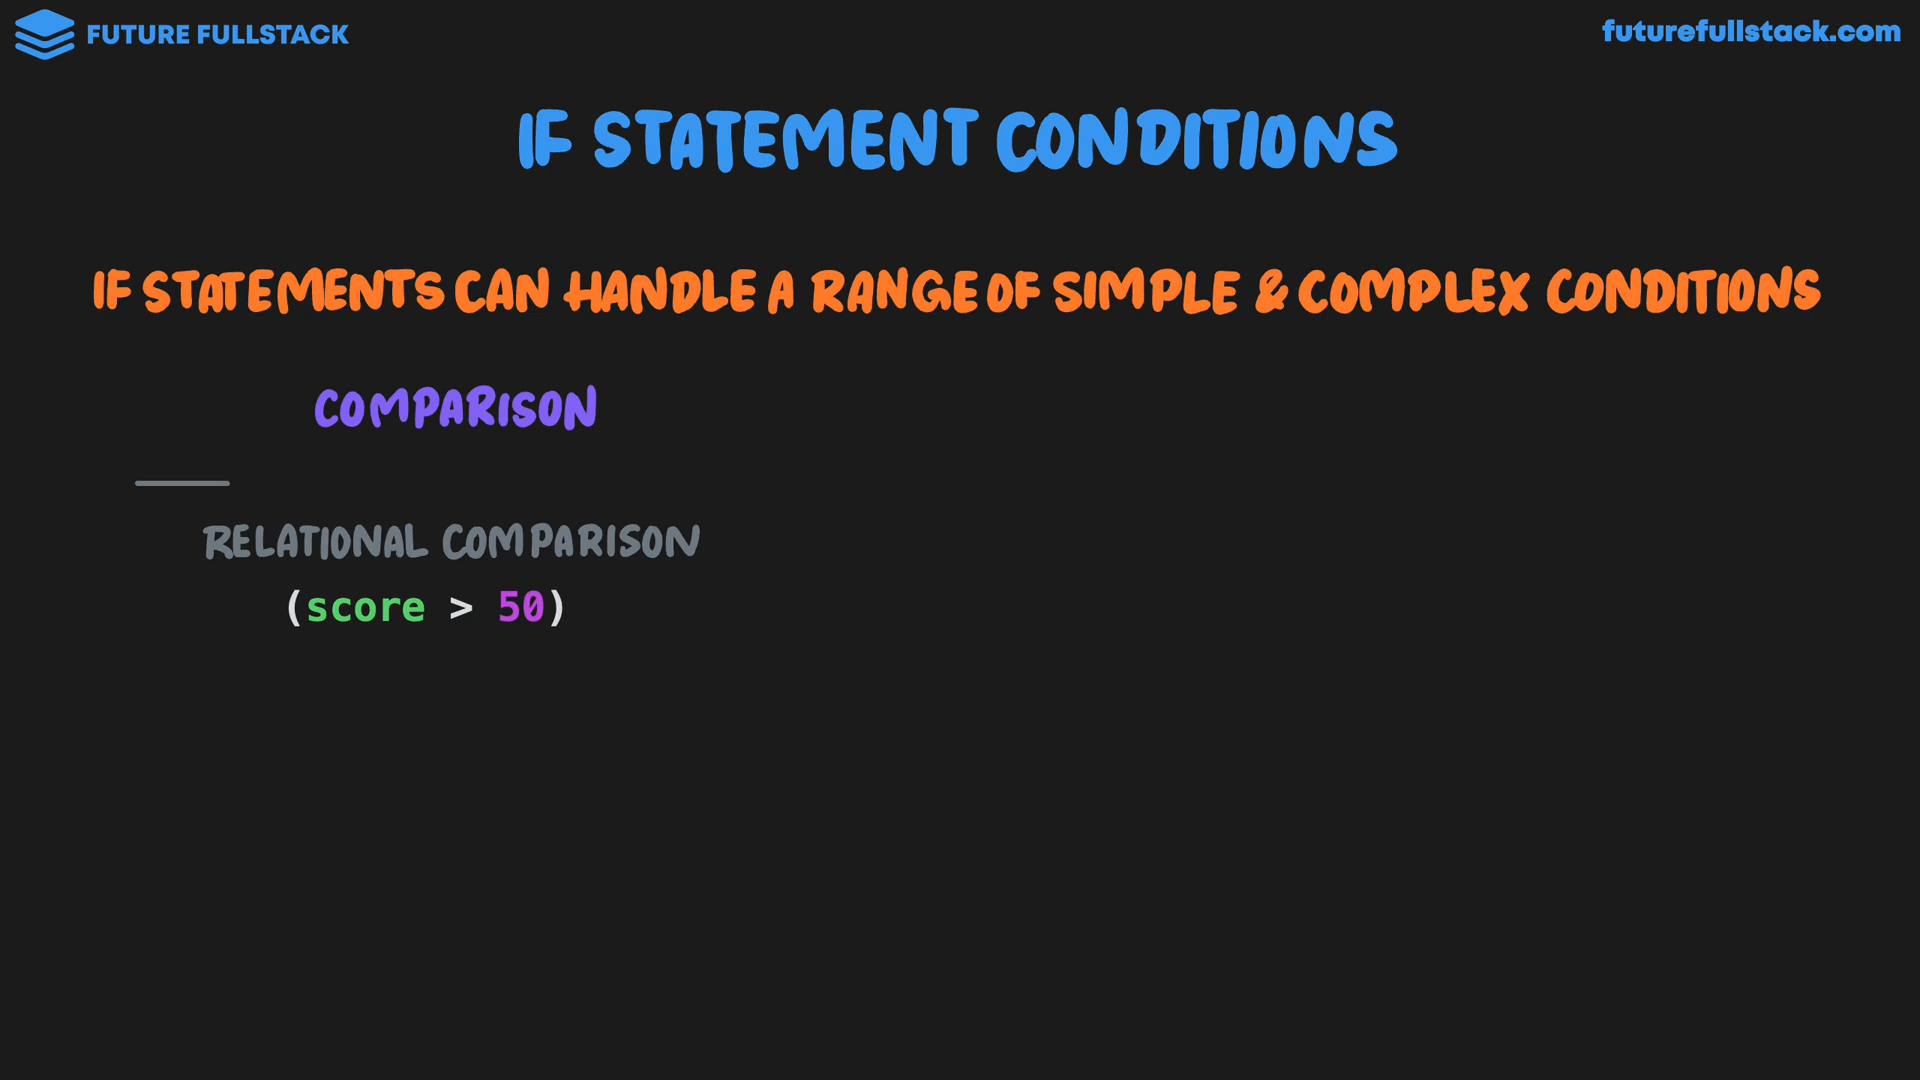 FUTURE FULLSTACK
futurefullstack.com
IF STATEMENT CONDITIONS
IF STATEMENTS CAN HANDLE A RANGE OF SIMPLE & COMPLEX CONDITIONS
COMPARISON
RELATIONAL COMPARISON
(score > 50)